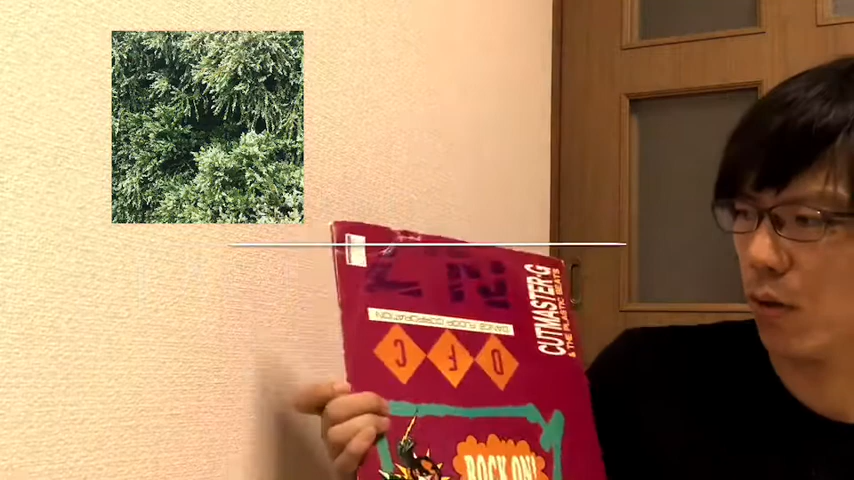 CUTMASTER-G
& THE PLASTIC BEATS
DANCE FLOOR CORPORATION
D F C
ROCK ON!